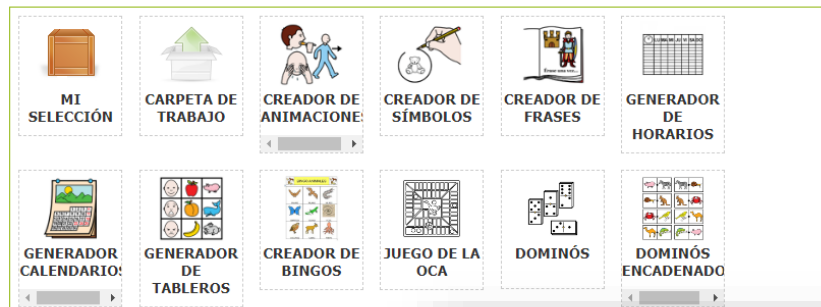 MI
SELECCIÓN
CARPETA DE
TRABAJO
CREADOR DE
ANIMACIONE
CREADOR DE
SÍMBOLOS
CREADOR DE
FRASES
GENERADOR
DE
HORARIOS
GENERADOR
CALENDARIO
GENERADOR
DE
TABLEROS
CREADOR DE
BINGOS
JUEGO DE LA
OCA
DOMINÓS
DOMINÓS
ENCADENADO